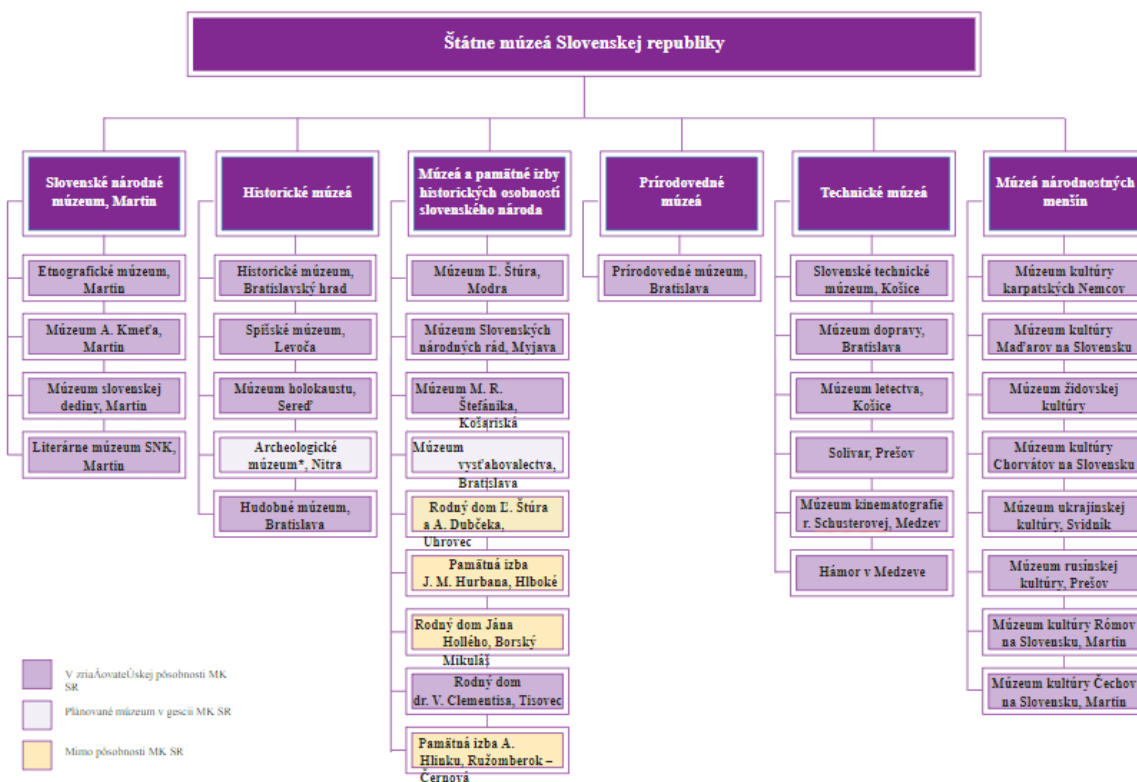 Štátne múzeá Slovenskej republiky
Slovenské národné
múzeum, Martin
Etnografické múzeum,
Martin
Múzeum A. Kmeťa,
Martin
Múzeum slovenskej
dediny, Martin
Literárne múzeum SNK,
Martin
Historické múzeá
Historické múzeum,
Bratislavský hrad
Spišské múzeum,
Levoča
Múzeum holokaustu,
Sereď
Archeologické
múzeum*, Nitra
Hudobné múzeum,
Bratislava
Múzeá a pamätné izby
historických osobností
slovenského národa
Múzeum Ľ. Štúra,
Modra
Múzeum Slovenských
národných rád, Myjava
Múzeum M. R.
Štefánika,
Košariská
Múzeum
vysťahovalectva,
Bratislava
Rodný dom Ľ. Štúra
a A. Dubčeka,
Uhrovec
Pamätná izba
J. M. Hurbana, Hlboké
Rodný dom Jána
Hollého, Borský
Mikuláš
Rodný dom
dr. V. Clementisa, Tisovec
Pamätná izba A.
Hlinku, Ružomberok –
Černová
Prírodovedné
múzeá
Prírodovedné múzeum,
Bratislava
Technické múzeá
Slovenské technické
múzeum, Košice
Múzeum dopravy,
Bratislava
Múzeum letectva,
Košice
Solivar, Prešov
Múzeum kinematografie
r. Schusterovej, Medzev
Hámor v Medzeve
Múzeá národnostných
menšín
Múzeum kultúry
karpatských Nemcov
Múzeum kultúry
Maďarov na Slovensku
Múzeum židovskej
kultúry
Múzeum kultúry
Chorvátov na Slovensku
Múzeum ukrajinskej
kultúry, Svidník
Múzeum rusínskej
kultúry, Prešov
Múzeum kultúry Rómov
na Slovensku, Martin
Múzeum kultúry Čechov
na Slovensku, Martin
V zriaÅovateÚskej pôsobnosti MK
SR
Plánované múzeum v gescii MK SR
Mimo pôsobnosti MK SR